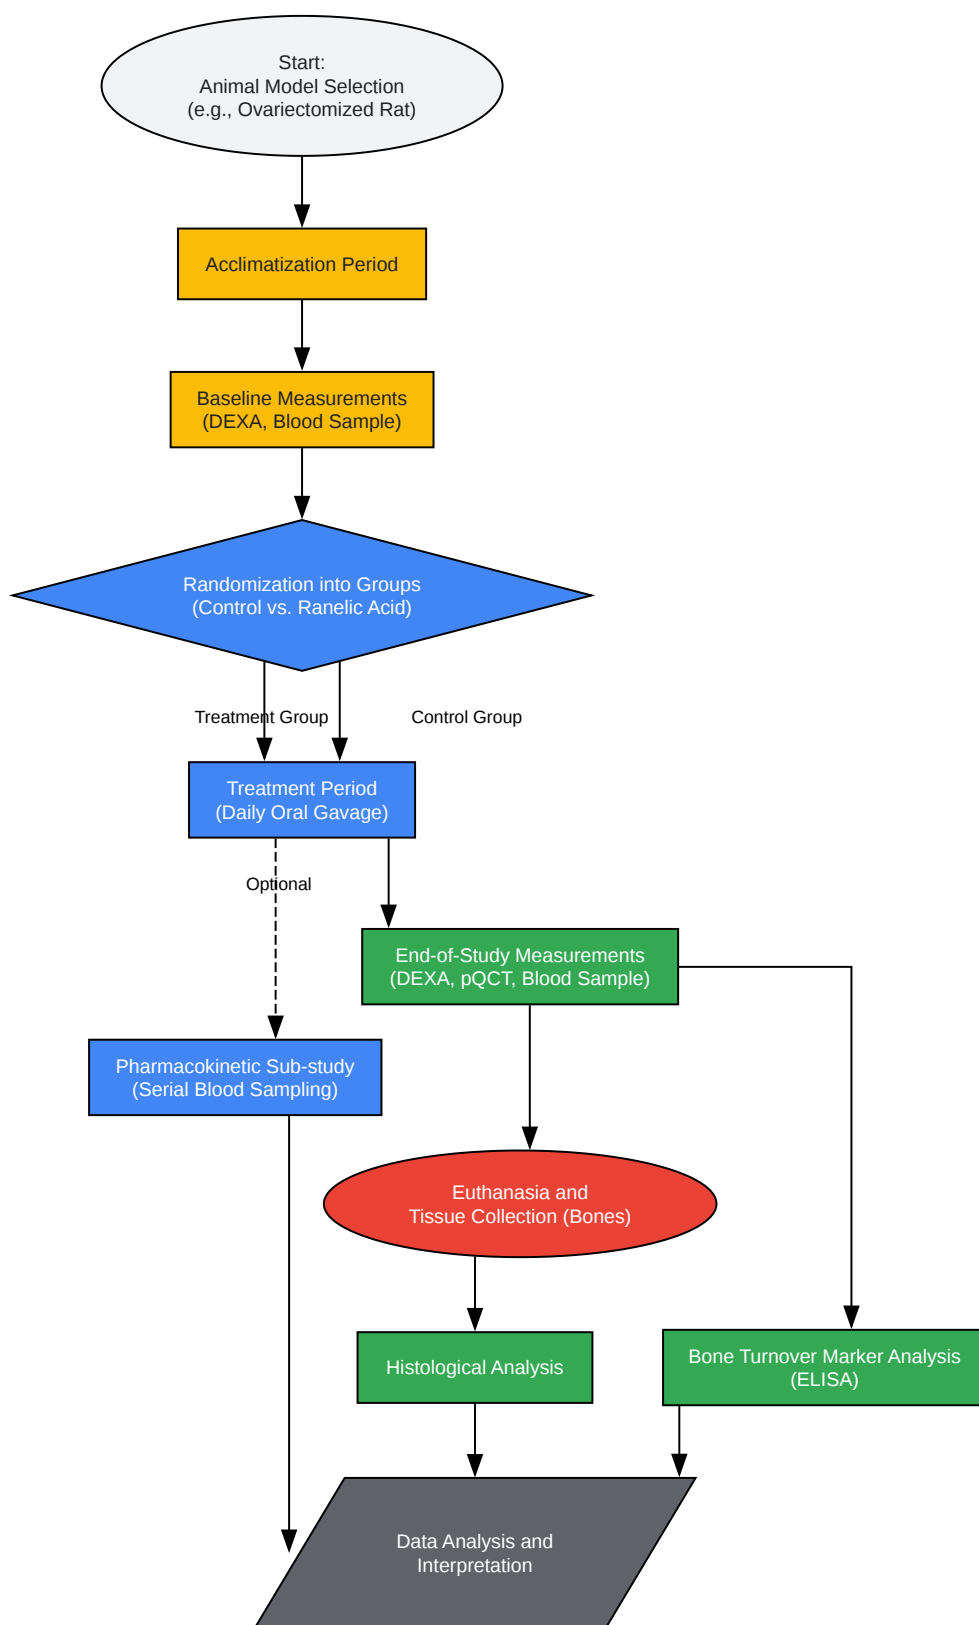 Start:
Animal Model Selection
(e.g., Ovariectomized Rat)
Acclimatization Period
Baseline Measurements
(DEXA, Blood Sample)
Randomization into Groups
(Control vs. Ranelic Acid)
Treatment Group
Control Group
Treatment Period
(Daily Oral Gavage)
Optional
End-of-Study Measurements
(DEXA, pQCT, Blood Sample)
Pharmacokinetic Sub-study
(Serial Blood Sampling)
Euthanasia and
Tissue Collection (Bones)
Histological Analysis
Bone Turnover Marker Analysis
(ELISA)
Data Analysis and
Interpretation